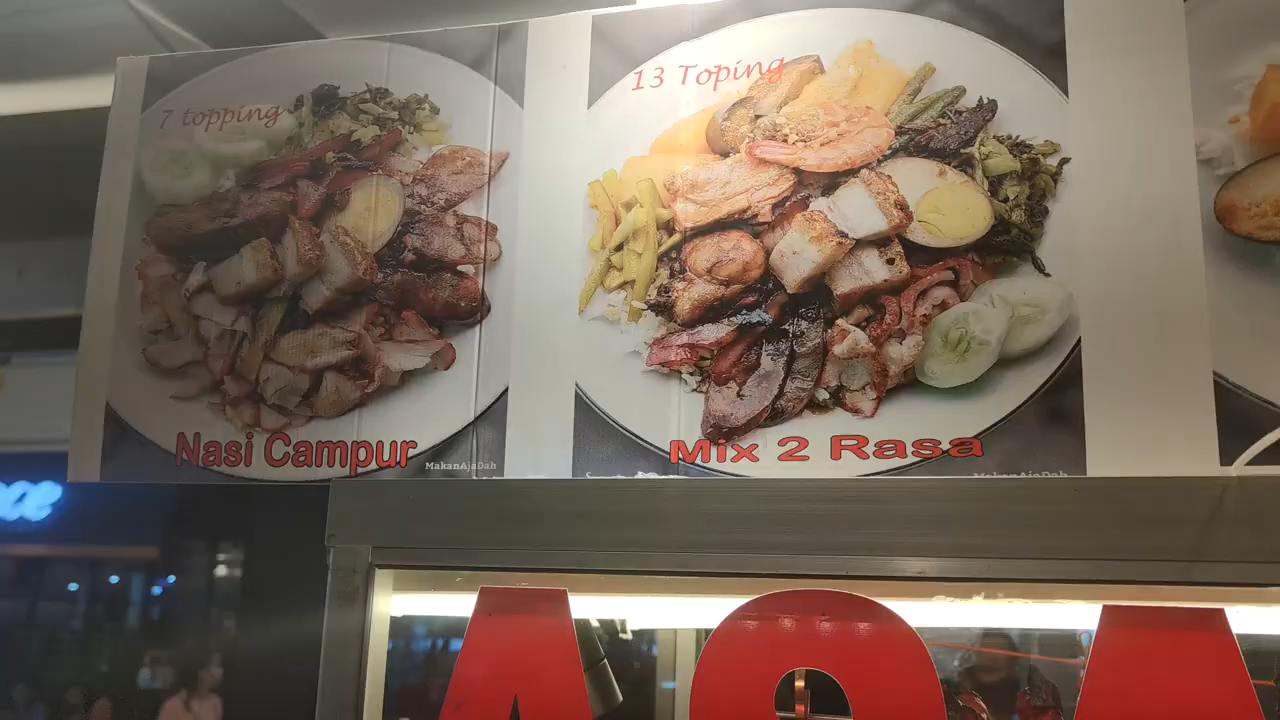 7 topping
Nasi Campur
MakanAjaDah
13 Toping
Mix 2 Rasa
MakanAjaDah